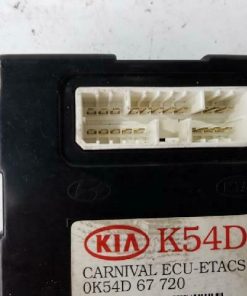 KIA K54D
CARNIVAL ECU-ETACS
0K54D 67 720